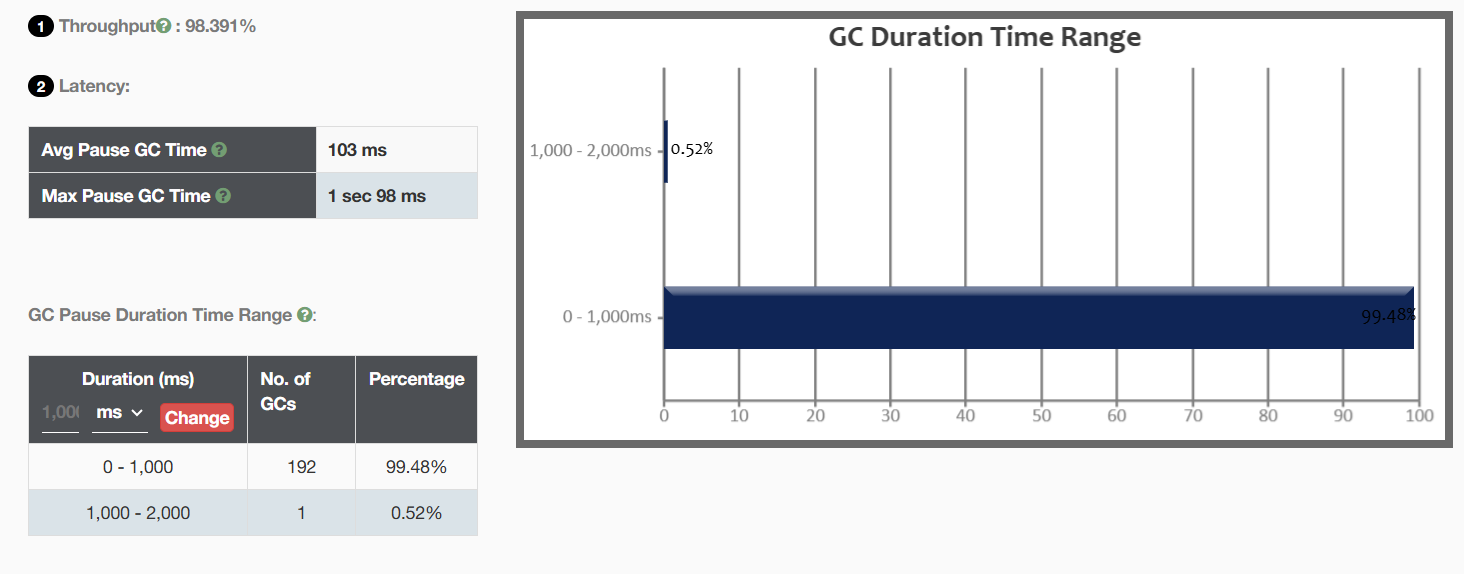 1 Throughput? : 98.391%
2 Latency:
Avg Pause GC Time ? 103 ms
Max Pause GC Time ? 1 sec 98 ms
GC Pause Duration Time Range ?:
Duration (ms) No. of GCs Percentage
1,000 ms Change
0 - 1,000 192 99.48%
1,000 - 2,000 1 0.52%
GC Duration Time Range
1,000 - 2,000ms 0.52%
0 - 1,000ms 99.48%
0 10 20 30 40 50 60 70 80 90 100